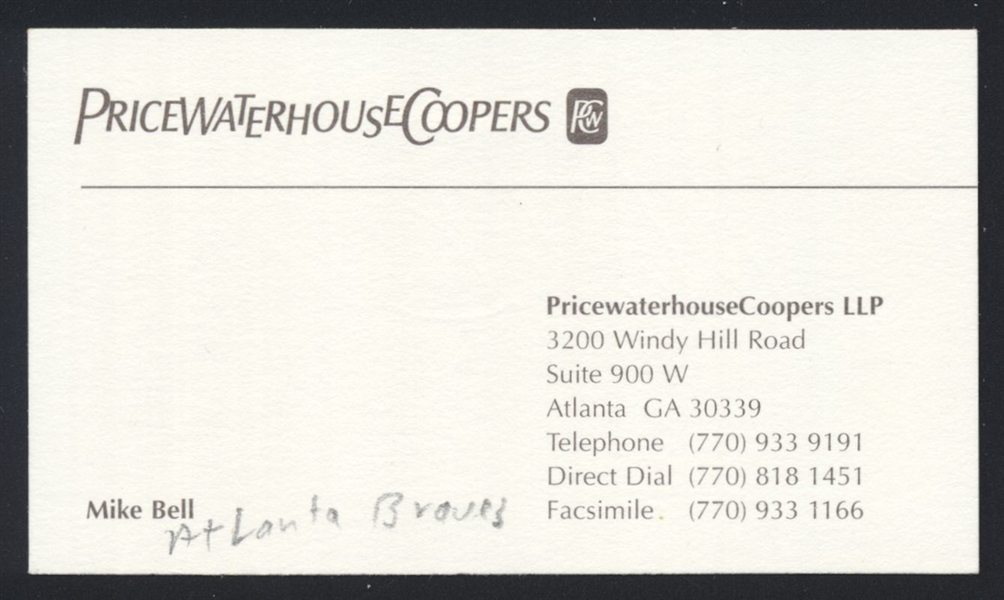 PRICEWATERHOUSECOOPERS PCW
PricewaterhouseCoopers LLP
3200 Windy Hill Road
Suite 900 W
Atlanta GA 30339
Telephone (770) 933 9191
Direct Dial (770) 818 1451
Facsimile (770) 933 1166
Mike Bell
Atlanta Braves